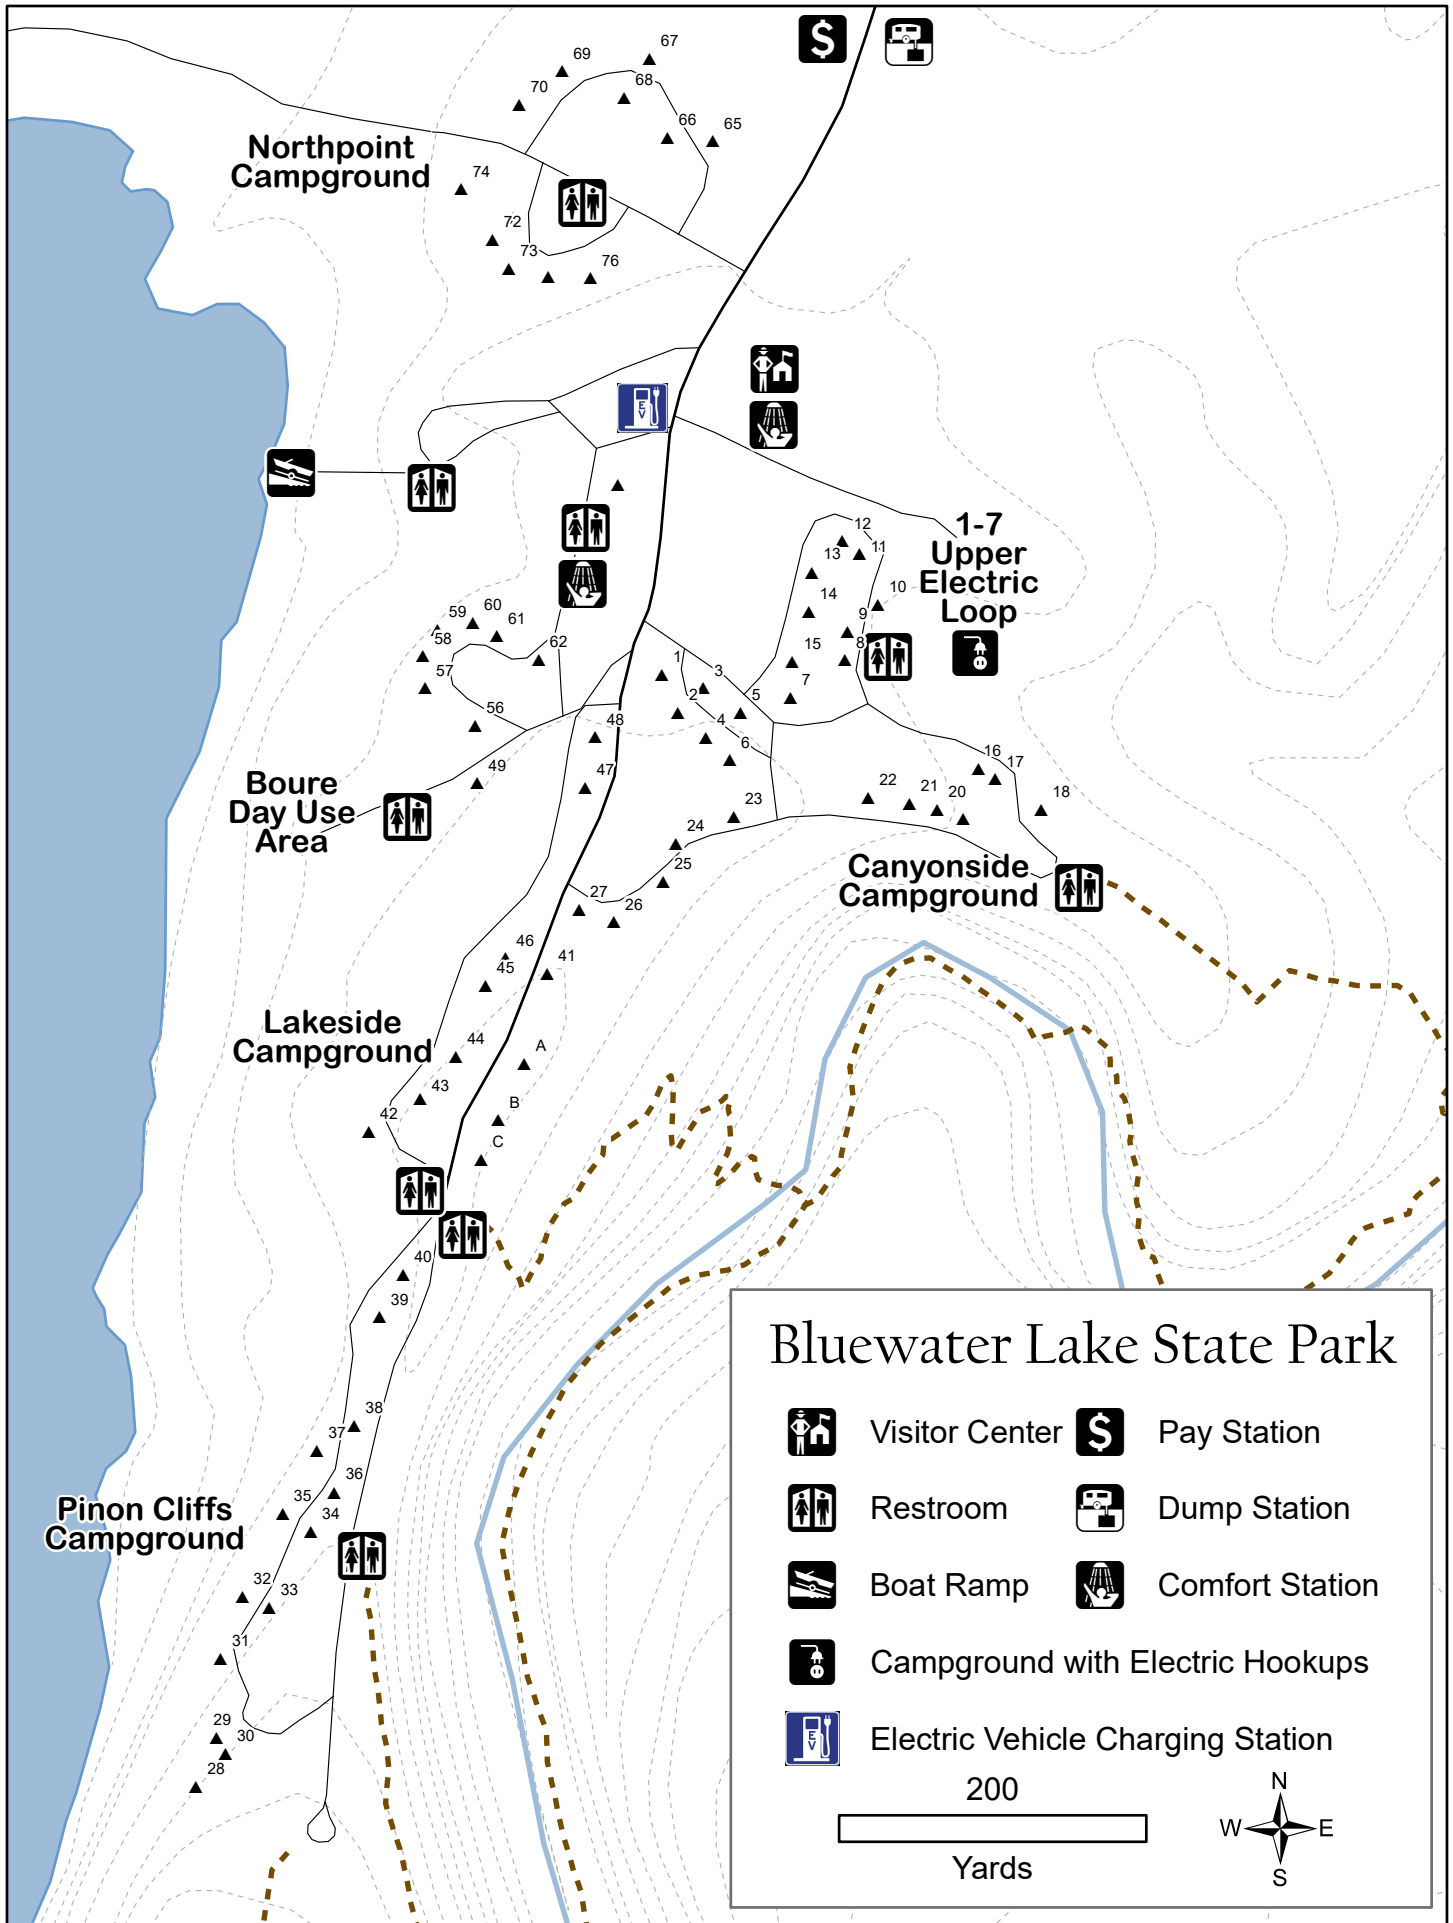 $
67
69
68
70
66
65
Northpoint
Campground
74
72
73
76
E
V
1-7
Upper
Electric
Loop
12
13
11
10
14
9
8
15
7
60
59
61
58
62
57
56
1
3
2
5
4
6
48
49
47
Boure
Day Use
Area
16
17
18
22
21
20
23
24
25
Canyonside
Campground
27
26
46
45
41
Lakeside
Campground
44
A
43
B
42
C
40
39
38
37
36
35
34
Pinon Cliffs
Campground
32
33
31
29
30
28
Bluewater Lake State Park
Visitor Center
$ Pay Station
Restroom
Dump Station
Boat Ramp
Comfort Station
Campground with Electric Hookups
E
V
Electric Vehicle Charging Station
200
Yards
N
W
E
S